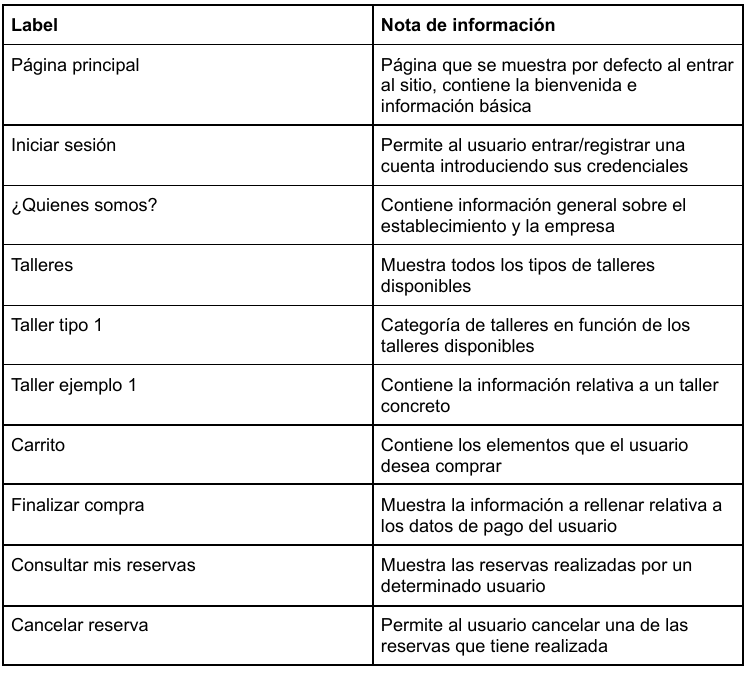 Label
Nota de información
Página principal
Página que se muestra por defecto al entrar
al sitio, contiene la bienvenida e
información básica
Iniciar sesión
Permite al usuario entrar/registrar una
cuenta introduciendo sus credenciales
¿Quienes somos?
Contiene información general sobre el
establecimiento y la empresa
Talleres
Muestra todos los tipos de talleres
disponibles
Taller tipo 1
Categoría de talleres en función de los
talleres disponibles
Taller ejemplo 1
Contiene la información relativa a un taller
concreto
Carrito
Contiene los elementos que el usuario
desea comprar
Finalizar compra
Muestra la información a rellenar relativa a
los datos de pago del usuario
Consultar mis reservas
Muestra las reservas realizadas por un
determinado usuario
Cancelar reserva
Permite al usuario cancelar una de las
reservas que tiene realizada